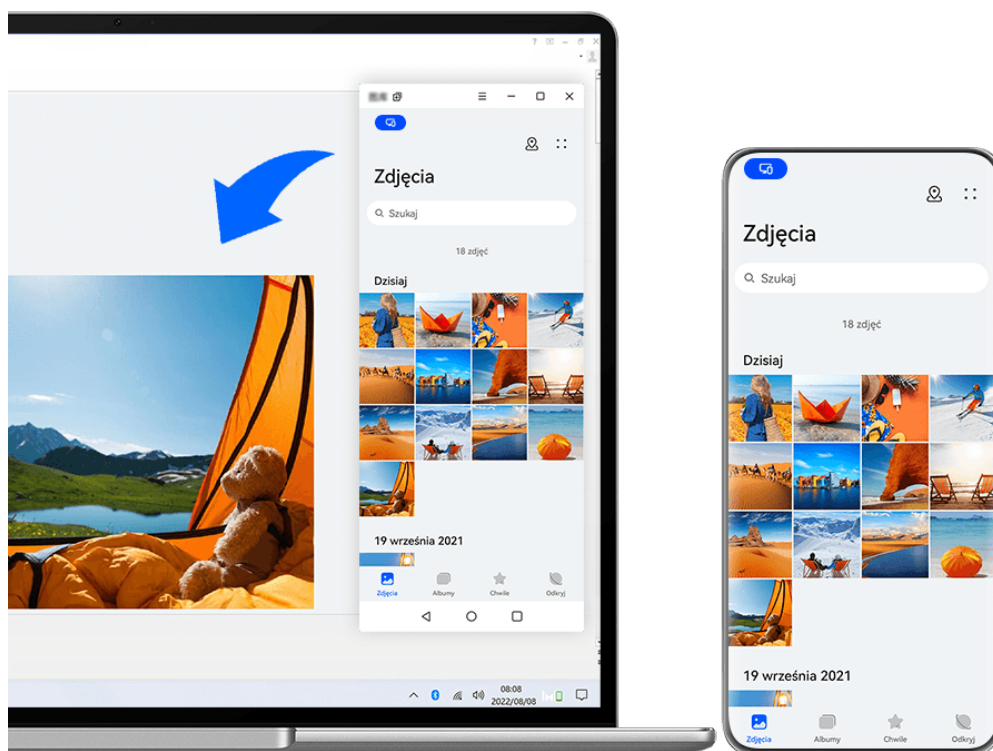 Zdjęcia
Szukaj
18 zdjęć
Dzisiaj
19 września 2021
Zdjęcia
Albumy
Chwile
Odkryj
08:08
2022/08/08
Zdjęcia
Szukaj
18 zdjęć
Dzisiaj
19 września 2021
Zdjęcia
Albumy
Chwile
Odkryj